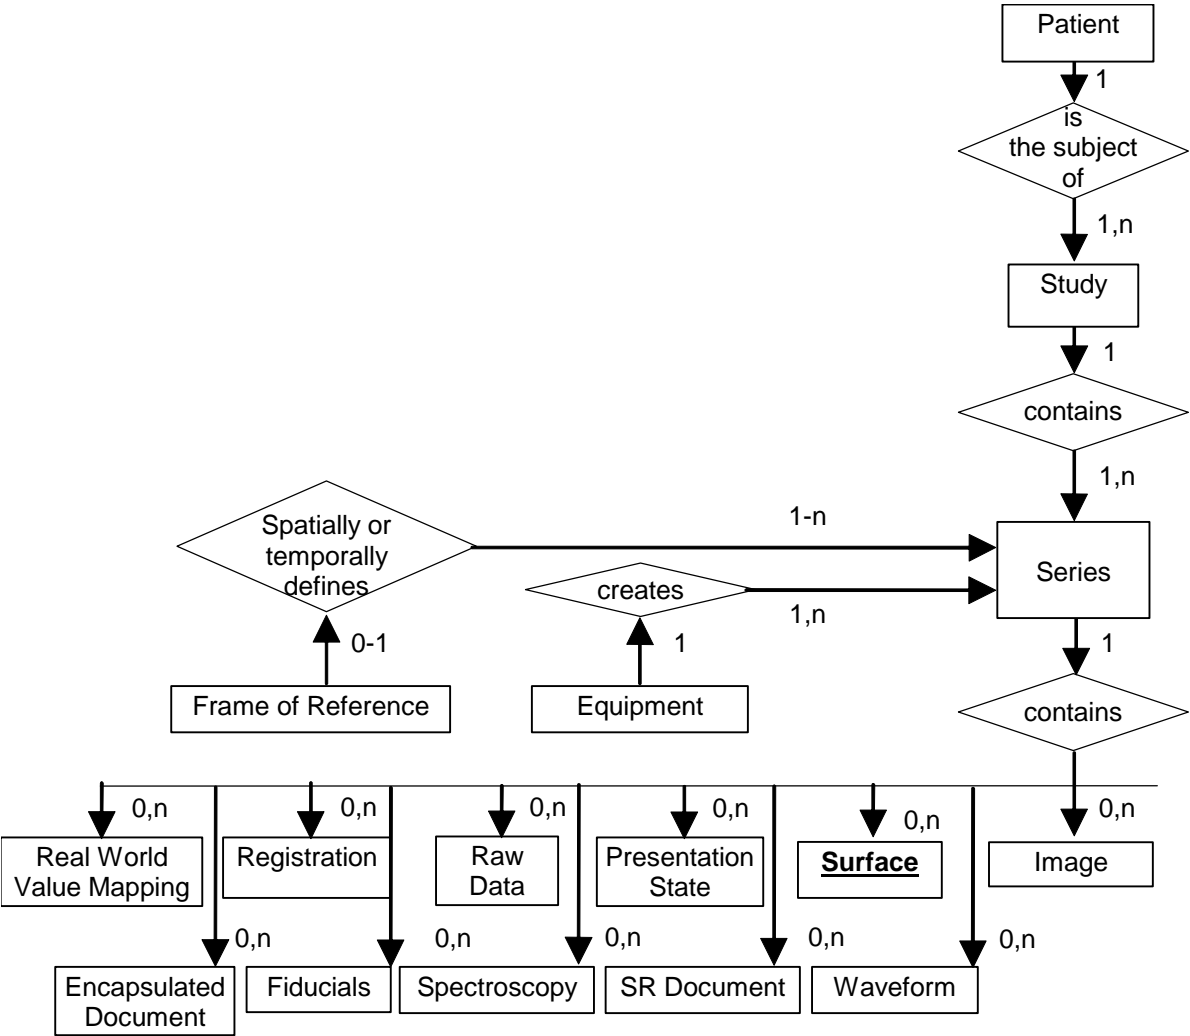 Patient
1
is
the subject
of
1,n
Study
1
contains
1,n
Spatially or
temporally
defines
1-n
Series
creates
1,n
0-1
1
1
Frame of Reference
Equipment
contains
0,n
0,n
0,n
0,n
0,n
0,n
Real World
Value Mapping
Registration
Raw
Data
Presentation
State
Surface
Image
0,n
0,n
0,n
0,n
0,n
Encapsulated
Document
Fiducials
Spectroscopy
SR Document
Waveform